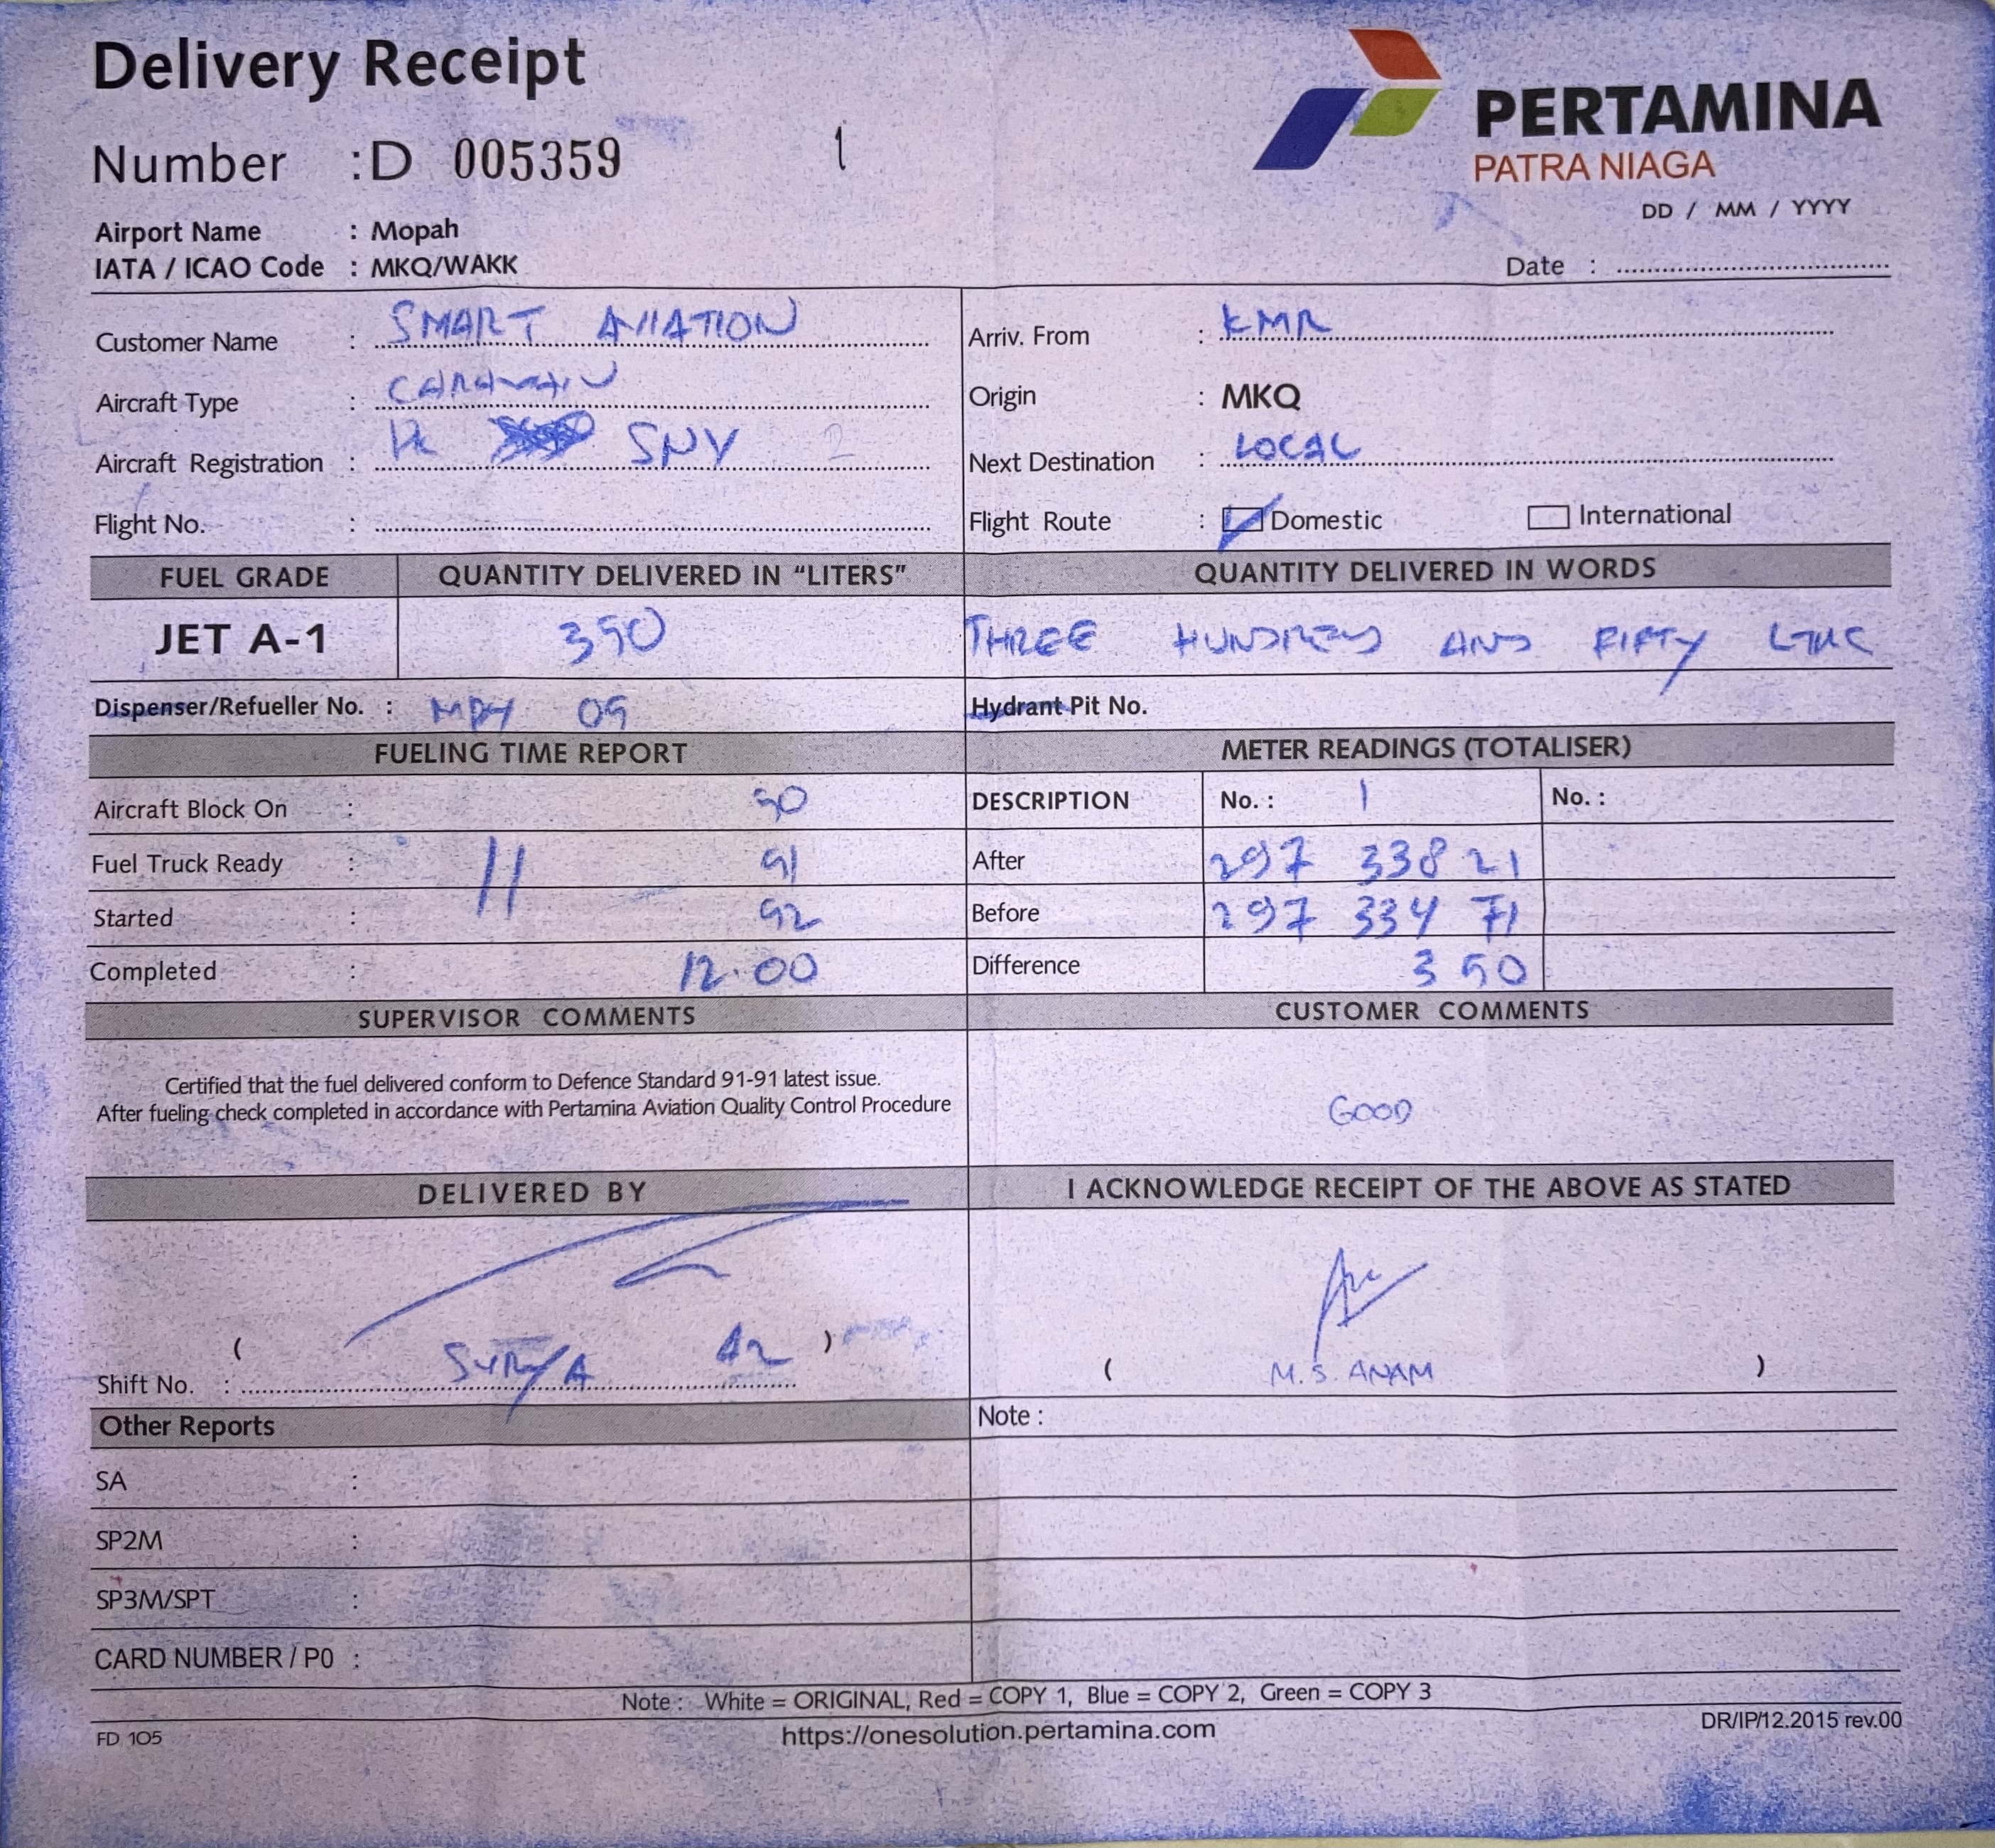 Delivery Receipt
PERTAMINA
PATRA NIAGA
Number : D 005359 1
DD / MM / YYYY
Airport Name : Mopah
IATA / ICAO Code : MKQ/WAKK
Date :
Customer Name : SMART AVIATION
Arriv. From : KMR
Aircraft Type : CARAVAN
Origin : MKQ
Aircraft Registration : PK SNY
Next Destination : LOCAL
Flight No. :
Flight Route : Domestic International
FUEL GRADE QUANTITY DELIVERED IN "LITERS" QUANTITY DELIVERED IN WORDS
JET A-1 350 THREE HUNDRED AND FIFTY
Dispenser/Refueller No. : 09 Hydrant Pit No.
FUELING TIME REPORT METER READINGS (TOTALISER)
Aircraft Block On : 50 DESCRIPTION No. : 1 No. :
Fuel Truck Ready : 11 51 After 297 338 21
Started : 52 Before 297 334 71
Completed : 12.00 Difference 350
SUPERVISOR COMMENTS CUSTOMER COMMENTS
Certified that the fuel delivered conform to Defence Standard 91-91 latest issue.
After fueling check completed in accordance with Pertamina Aviation Quality Control Procedure
GOOD
DELIVERED BY I ACKNOWLEDGE RECEIPT OF THE ABOVE AS STATED
( )
Shift No. : SURYA
( M.S. ANAM )
Other Reports Note :
SA :
SP2M :
SP3M/SPT :
CARD NUMBER / P0 :
Note : White = ORIGINAL, Red = COPY 1, Blue = COPY 2, Green = COPY 3
FD 105 https://onesolution.pertamina.com DR/IP/12.2015 rev.00